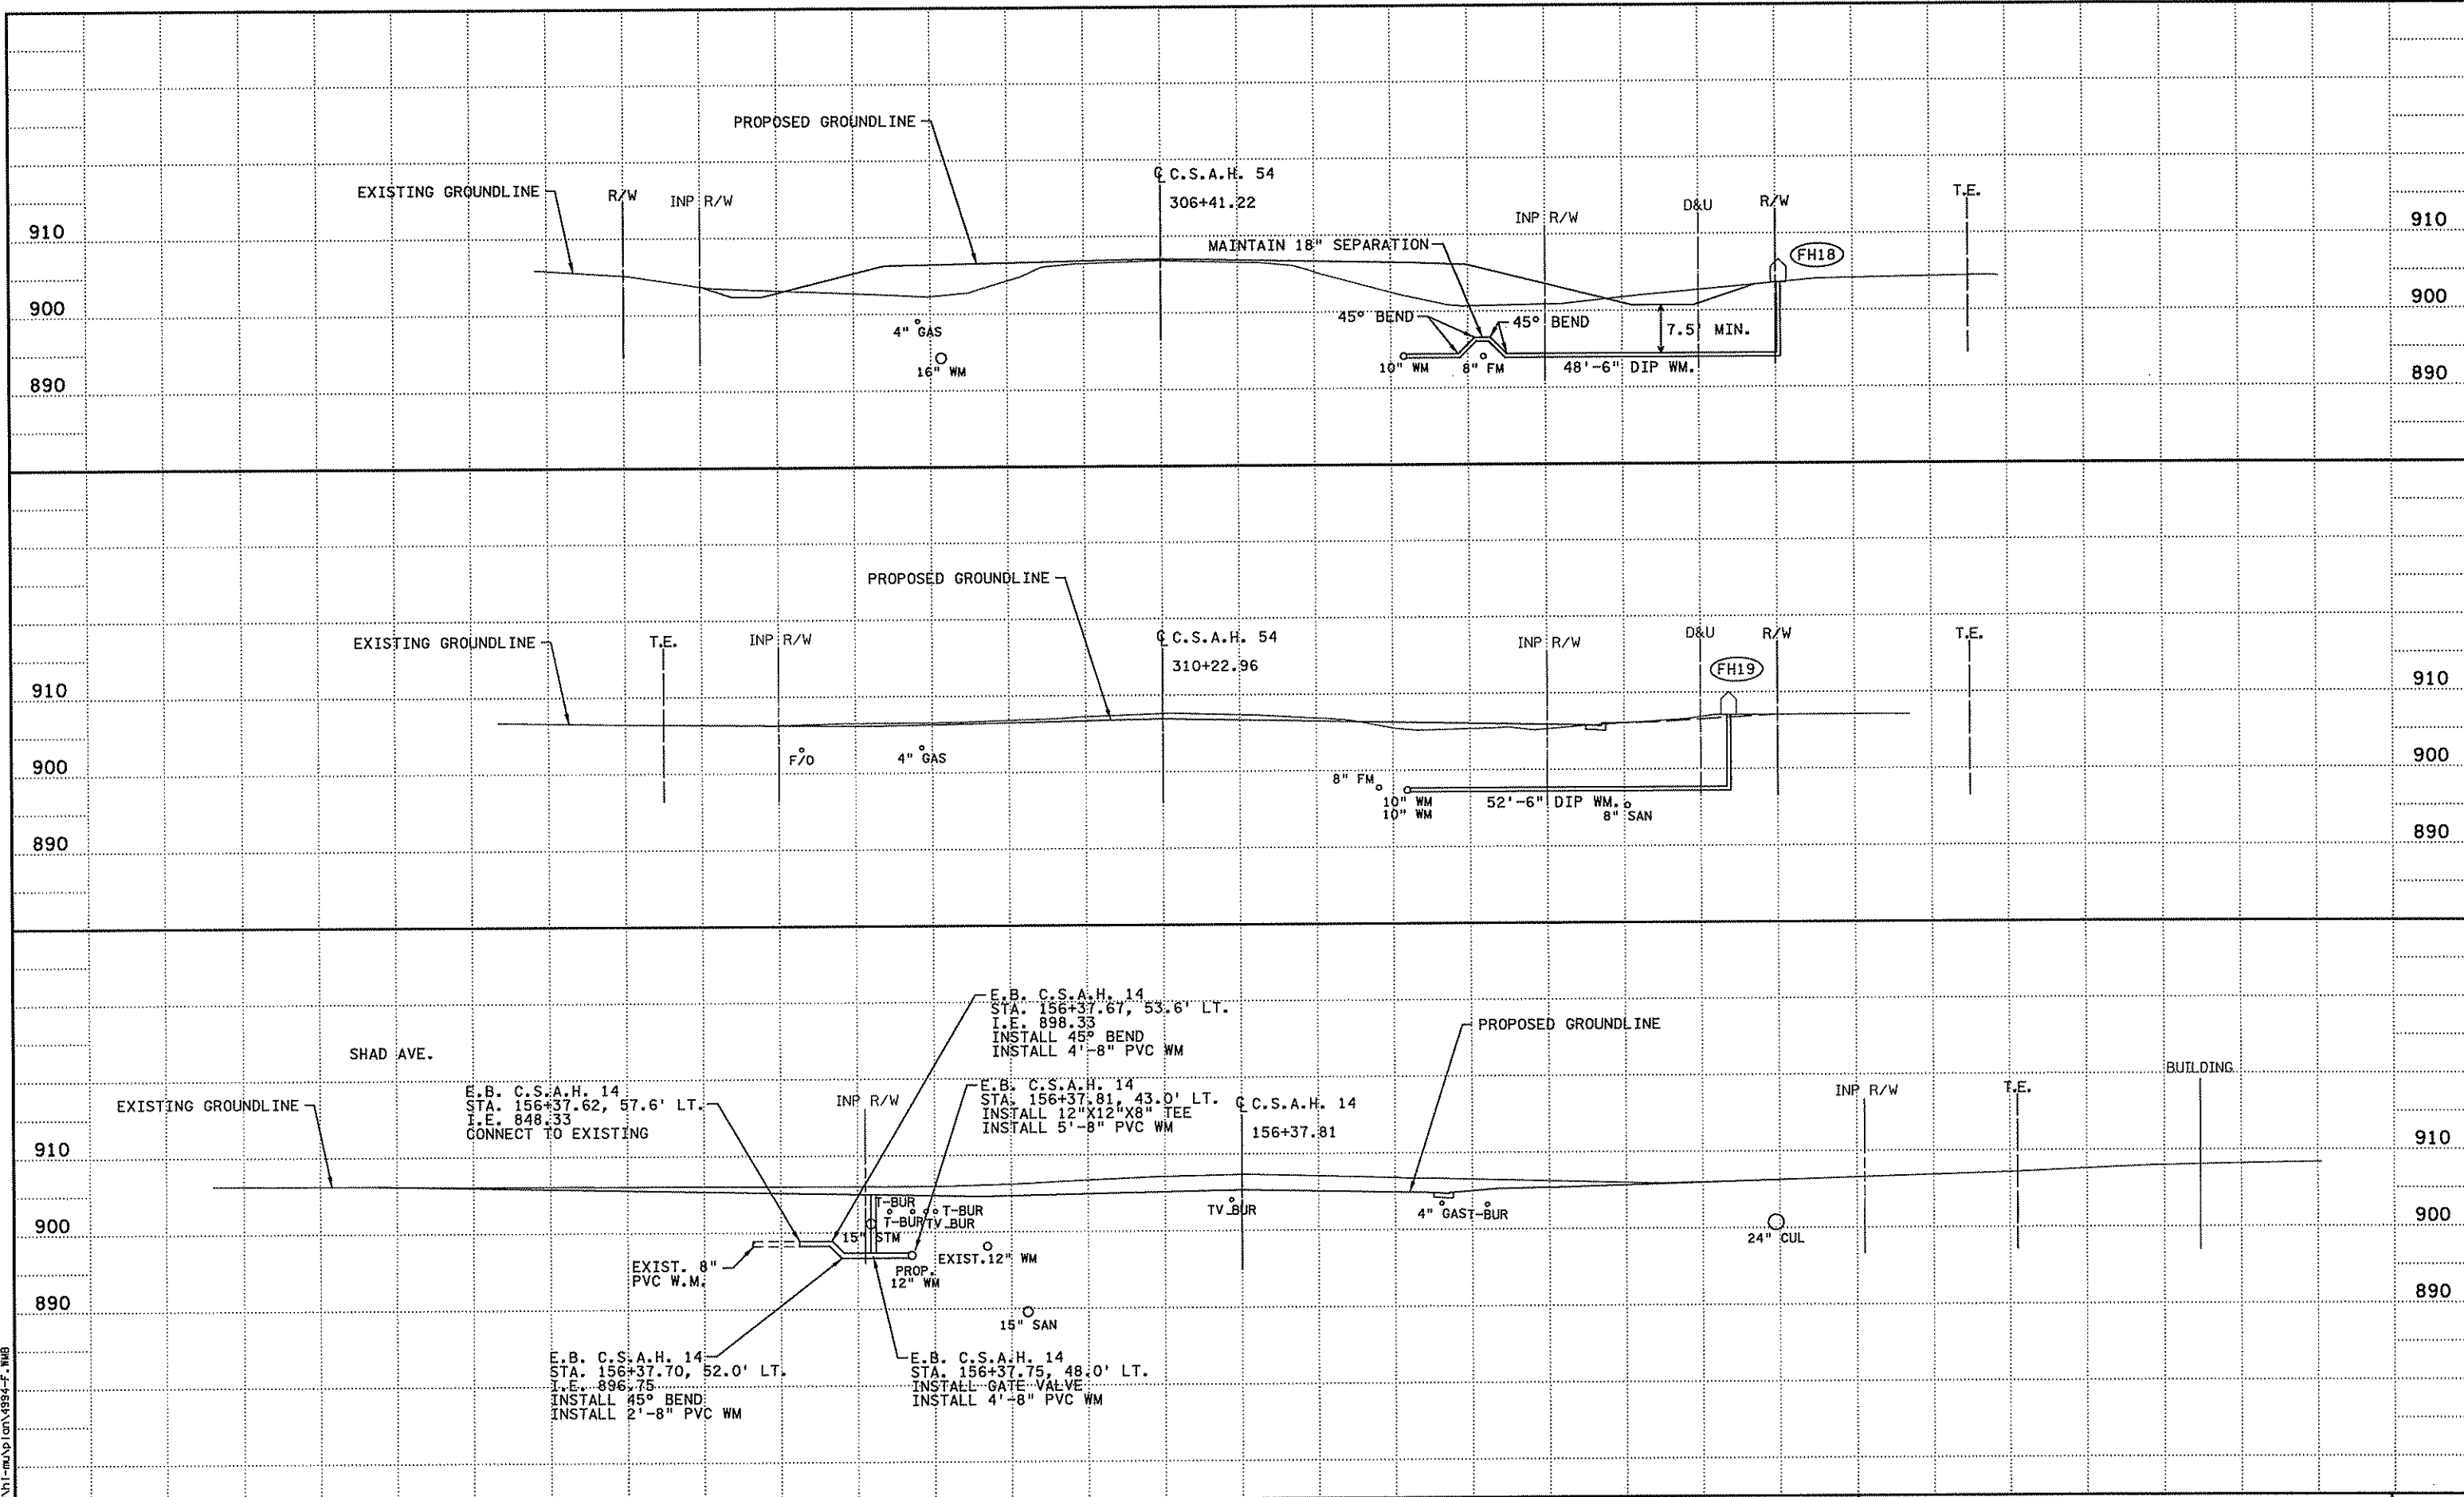 PROPOSED GROUNDLINE
EXISTING GROUNDLINE
R/W
INP R/W
℄ C.S.A.H. 54
306+41.22
INP R/W
D&U
R/W
T.E.
910
MAINTAIN 18" SEPARATION
FH18
910
900
4" GAS
45° BEND
45° BEND
7.5' MIN.
900
16" WM
10" WM
8" FM
48'-6" DIP WM.
890
890
PROPOSED GROUNDLINE
EXISTING GROUNDLINE
T.E.
INP R/W
℄ C.S.A.H. 54
310+22.96
INP R/W
D&U
R/W
T.E.
FH19
910
910
900
F/O
4" GAS
8" FM
900
10" WM
10" WM
52'-6" DIP WM.
8" SAN
890
890
E.B. C.S.A.H. 14
STA. 156+37.67, 53.6' LT.
I.E. 898.33
INSTALL 45° BEND
INSTALL 4'-8" PVC WM
PROPOSED GROUNDLINE
SHAD AVE.
BUILDING
EXISTING GROUNDLINE
E.B. C.S.A.H. 14
STA. 156+37.62, 57.6' LT.
I.E. 848.33
CONNECT TO EXISTING
INP R/W
E.B. C.S.A.H. 14
STA. 156+37.81, 43.0' LT.
INSTALL 12"X12"X8" TEE
INSTALL 5'-8" PVC WM
℄ C.S.A.H. 14
156+37.81
INP R/W
T.E.
910
910
T-BUR
T-BUR
T-BUR
TV BUR
TV BUR
4" GAS
T-BUR
900
900
15" STM
24" CUL
EXIST. 8"
PVC W.M.
PROP.
12" WM
EXIST. 12" WM
890
890
15" SAN
E.B. C.S.A.H. 14
STA. 156+37.70, 52.0' LT.
I.E. 896.75
INSTALL 45° BEND
INSTALL 2'-8" PVC WM
E.B. C.S.A.H. 14
STA. 156+37.75, 48.0' LT.
INSTALL GATE VALVE
INSTALL 4'-8" PVC WM
\hl-mu\plan\4994-F.WMB